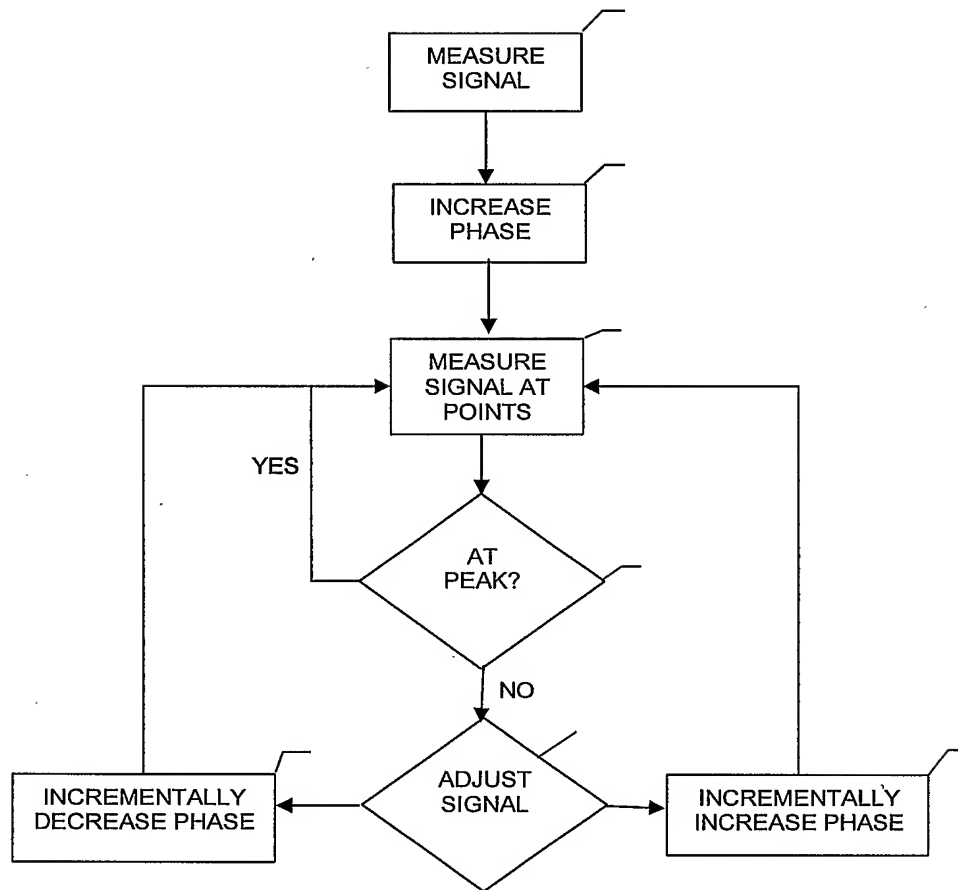 MEASURE
SIGNAL
INCREASE
PHASE
MEASURE
SIGNAL AT
POINTS
YES
AT
PEAK?
NO
ADJUST
SIGNAL
INCREMENTALLY
DECREASE PHASE
INCREMENTALLY
INCREASE PHASE